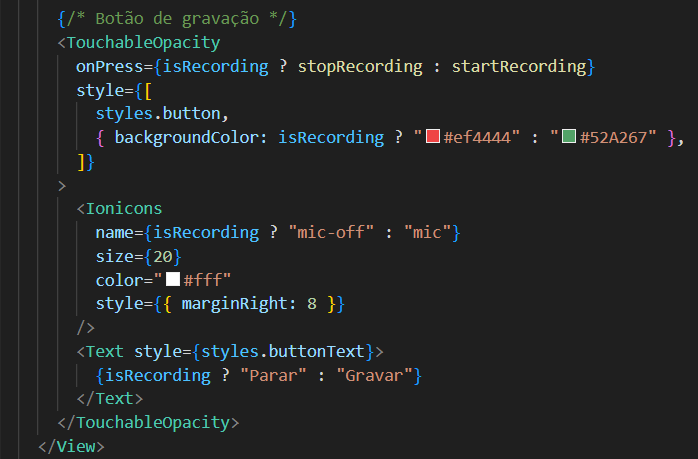 {/* Botão de gravação */}
<TouchableOpacity
onPress={isRecording ? stopRecording : startRecording}
style={[
styles.button,
{ backgroundColor: isRecording ? "#ef4444" : "#52A267" },
]}
>
<Ionicons
name={isRecording ? "mic-off" : "mic"}
size={20}
color="#fff"
style={{ marginRight: 8 }}
/>
<Text style={styles.buttonText}>
{isRecording ? "Parar" : "Gravar"}
</Text>
</TouchableOpacity>
</View>